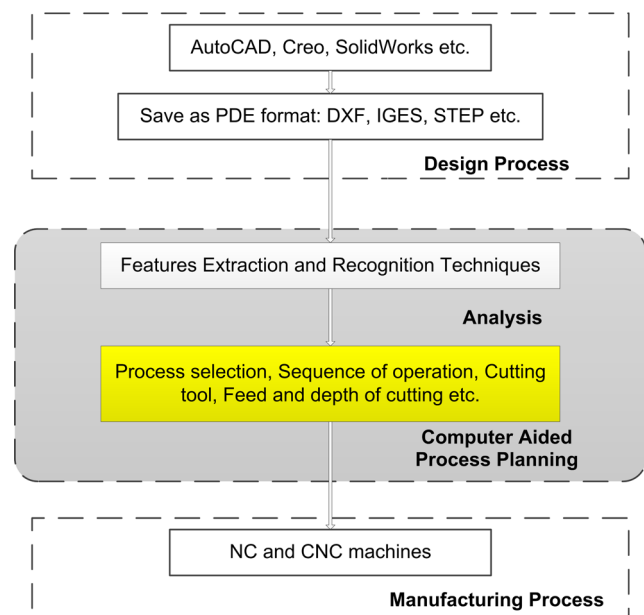 AutoCAD, Creo, SolidWorks etc.
Save as PDE format: DXF, IGES, STEP etc.
Design Process
Features Extraction and Recognition Techniques
Analysis
Process selection, Sequence of operation, Cutting
tool, Feed and depth of cutting etc.
Computer Aided
Process Planning
NC and CNC machines
Manufacturing Process